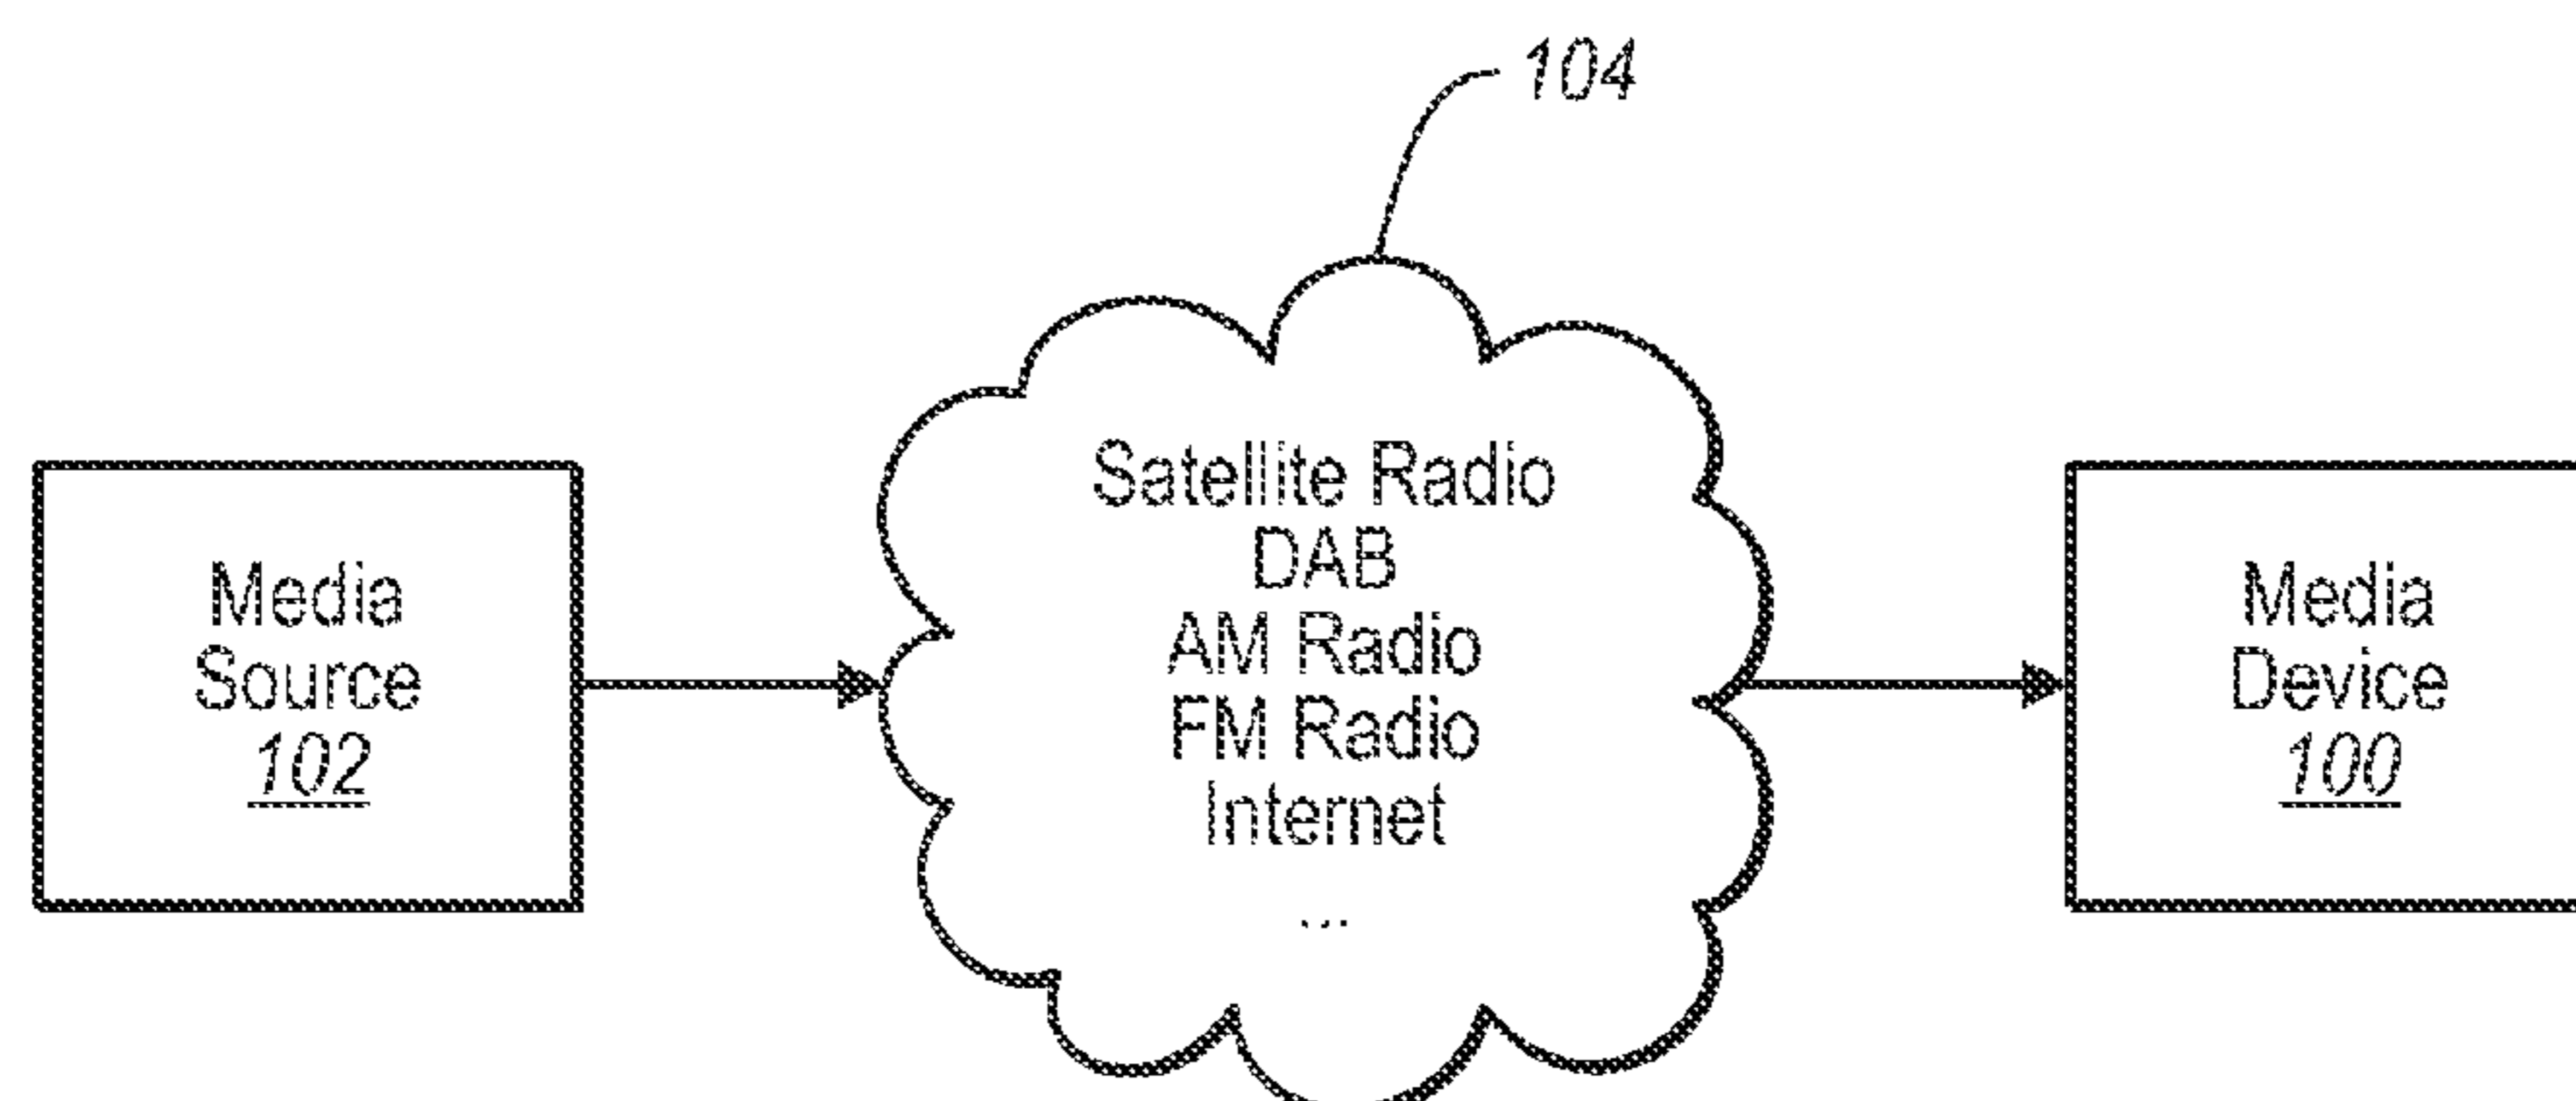 104
Media
Source
102
Satellite Radio
DAB
AM Radio
FM Radio
Internet
...
Media
Device
100